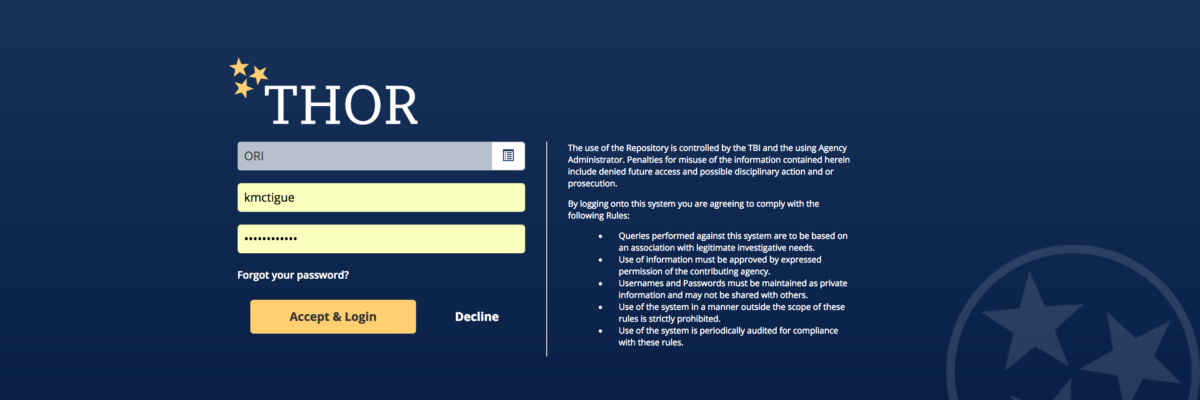 THOR
ORI
kmctigue
••••••••••••
Forgot your password?
Accept & Login
Decline
The use of the Repository is controlled by the TBI and the using Agency
Administrator. Penalties for misuse of the information contained herein
include denied future access and possible disciplinary action and or
prosecution.
By logging onto this system you are agreeing to comply with the
following Rules:
• Queries performed against this system are to be based on
an association with legitimate investigative needs.
• Use of information must be approved by expressed
permission of the contributing agency.
• Usernames and Passwords must be maintained as private
information and may not be shared with others.
• Use of the system in a manner outside the scope of these
rules is strictly prohibited.
• Use of the system is periodically audited for compliance
with these rules.